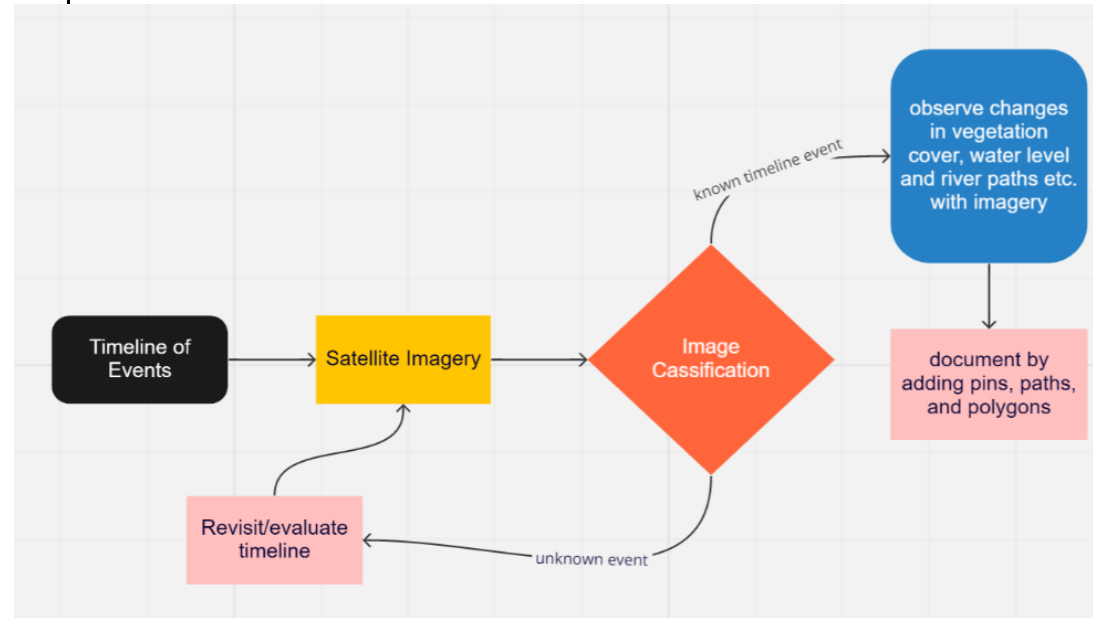 Timeline of
Events
Satellite Imagery
Image
Cassification
known timeline event
observe changes
in vegetation
cover, water level
and river paths etc.
with imagery
document by
adding pins, paths,
and polygons
unknown event
Revisit/evaluate
timeline